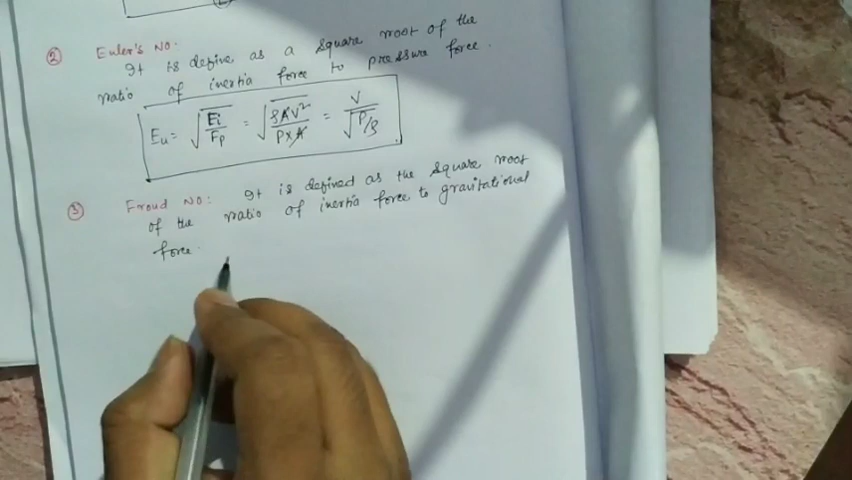 ② Euler's No.
It is define as a square root of the
ratio of inertia force to pressure force.
Eu = √(Fi/Fp) = √(ρAV²/P×A) = V/√(P/ρ)
③ Froud No: It is defined as the square root
of the ratio of inertia force to gravitational
force.